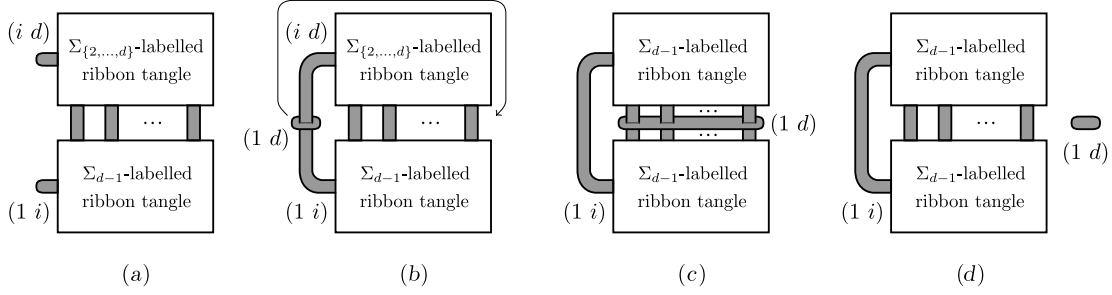 (i d)
Σ{2,...,d}-labelled
ribbon tangle
...
Σd−1-labelled
ribbon tangle
(1 i)
(a)
(i d)
Σ{2,...,d}-labelled
ribbon tangle
(1 d)
...
Σd−1-labelled
ribbon tangle
(1 i)
(b)
Σd−1-labelled
ribbon tangle
...
(1 d)
...
Σd−1-labelled
ribbon tangle
(1 i)
(c)
Σd−1-labelled
ribbon tangle
...
(1 d)
Σd−1-labelled
ribbon tangle
(1 i)
(d)